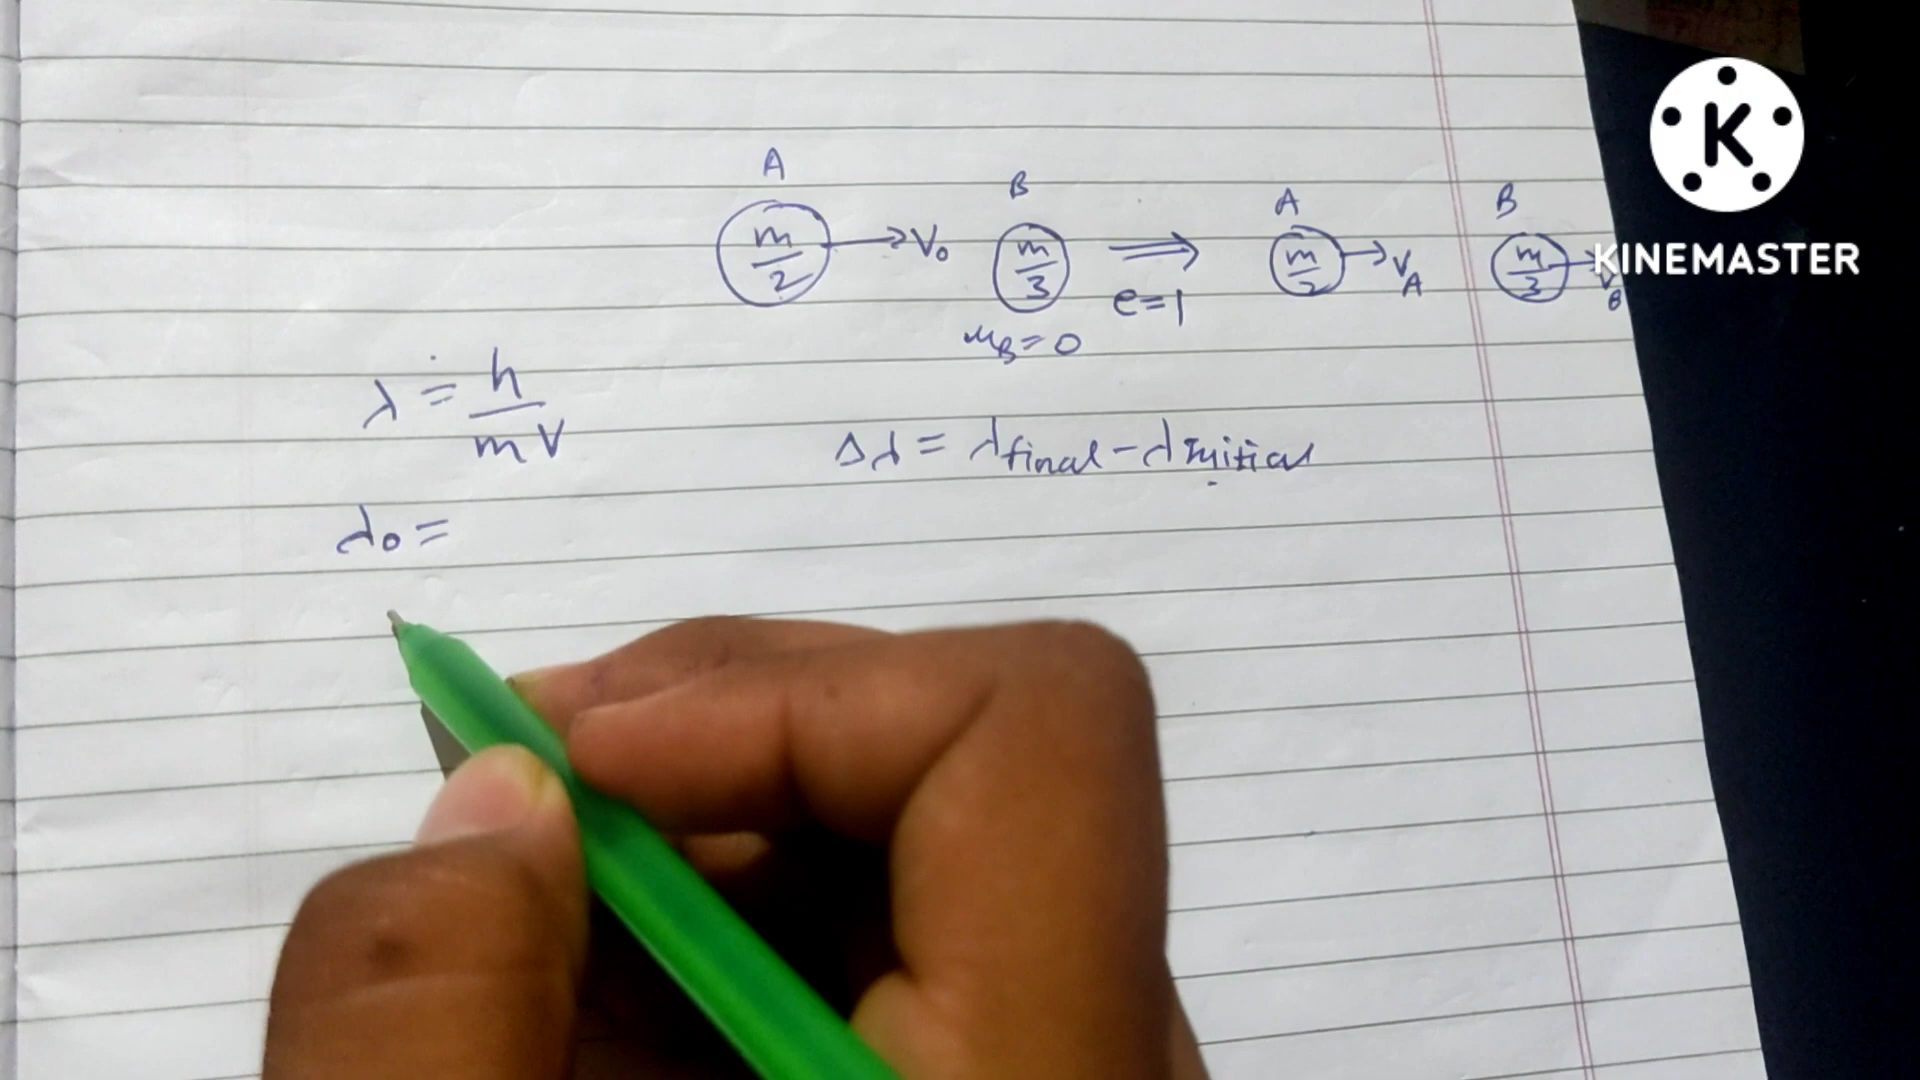 A B A B
m/2 → V₀ m/3 ⟹ m/2 → V_A m/3 → V_B
e=1
u_B = 0
λ = h/mV
Δλ = λfinal - λInitial
λ₀ =
K
KINEMASTER